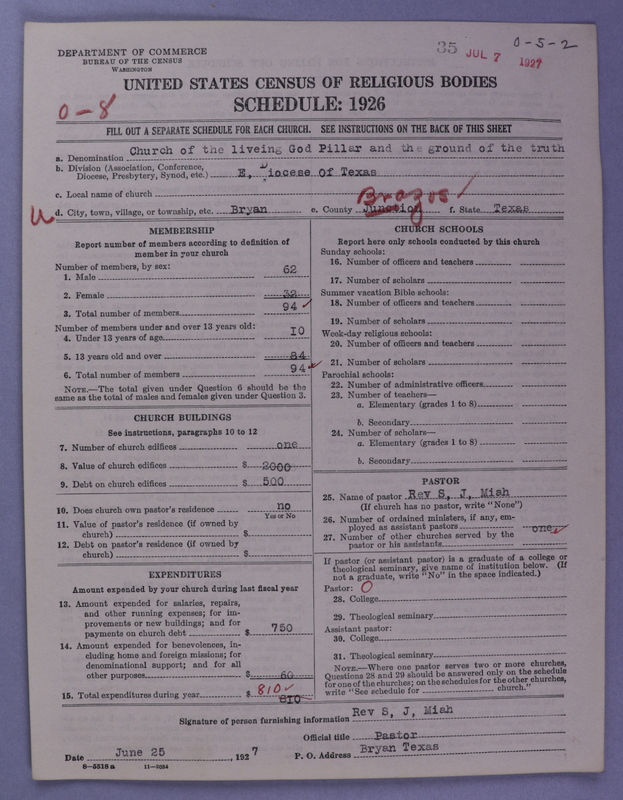 DEPARTMENT OF COMMERCE
BUREAU OF THE CENSUS
WASHINGTON
35 JUL 7 1927
0-5-2
UNITED STATES CENSUS OF RELIGIOUS BODIES
SCHEDULE: 1926
0-8
FILL OUT A SEPARATE SCHEDULE FOR EACH CHURCH. SEE INSTRUCTIONS ON THE BACK OF THIS SHEET
a. Denomination Church of the liveing God Pillar and the ground of the truth
b. Division (Association, Conference,
Diocese, Presbytery, Synod, etc.) E, Diocese Of Texas
c. Local name of church
Brazos
d. City, town, village, or township, etc. Bryan e. County Junction f. State Texas
MEMBERSHIP
Report number of members according to definition of
member in your church
Number of members, by sex:
1. Male 62
2. Female 32
3. Total number of members 94
Number of members under and over 13 years old:
4. Under 13 years of age 10
5. 13 years old and over 84
6. Total number of members 94
NOTE.—The total given under Question 6 should be the
same as the total of males and females given under Question 3.
CHURCH BUILDINGS
See instructions, paragraphs 10 to 12
7. Number of church edifices one
8. Value of church edifices $ 2000
9. Debt on church edifices $ 500
10. Does church own pastor's residence no
Yes or No
11. Value of pastor's residence (if owned by
church) $
12. Debt on pastor's residence (if owned by
church) $
EXPENDITURES
Amount expended by your church during last fiscal year
13. Amount expended for salaries, repairs,
and other running expenses; for im-
provements or new buildings; and for
payments on church debt $ 750
14. Amount expended for benevolences, in-
cluding home and foreign missions; for
denominational support; and for all
other purposes $ 60
810
15. Total expenditures during year $ 810
CHURCH SCHOOLS
Report here only schools conducted by this church
Sunday schools:
16. Number of officers and teachers
17. Number of scholars
Summer vacation Bible schools:
18. Number of officers and teachers
19. Number of scholars
Week-day religious schools:
20. Number of officers and teachers
21. Number of scholars
Parochial schools:
22. Number of administrative officers
23. Number of teachers—
a. Elementary (grades 1 to 8)
b. Secondary
24. Number of scholars—
a. Elementary (grades 1 to 8)
b. Secondary
PASTOR
25. Name of pastor Rev S, J, Miah
(If church has no pastor, write "None")
26. Number of ordained ministers, if any, em-
ployed as assistant pastors one
27. Number of other churches served by the
pastor or his assistants
If pastor (or assistant pastor) is a graduate of a college or
theological seminary, give name of institution below. (If
not a graduate, write "No" in the space indicated.)
Pastor: 0
28. College
29. Theological seminary
Assistant pastor:
30. College
31. Theological seminary
NOTE.—Where one pastor serves two or more churches,
Questions 28 and 29 should be answered only on the schedule
for one of the churches; on the schedules for the other churches,
write "See schedule for church."
Signature of person furnishing information Rev S, J, Miah
Official title Pastor
Date June 25, 1927 P. O. Address Bryan Texas
8-5518a 11-9034